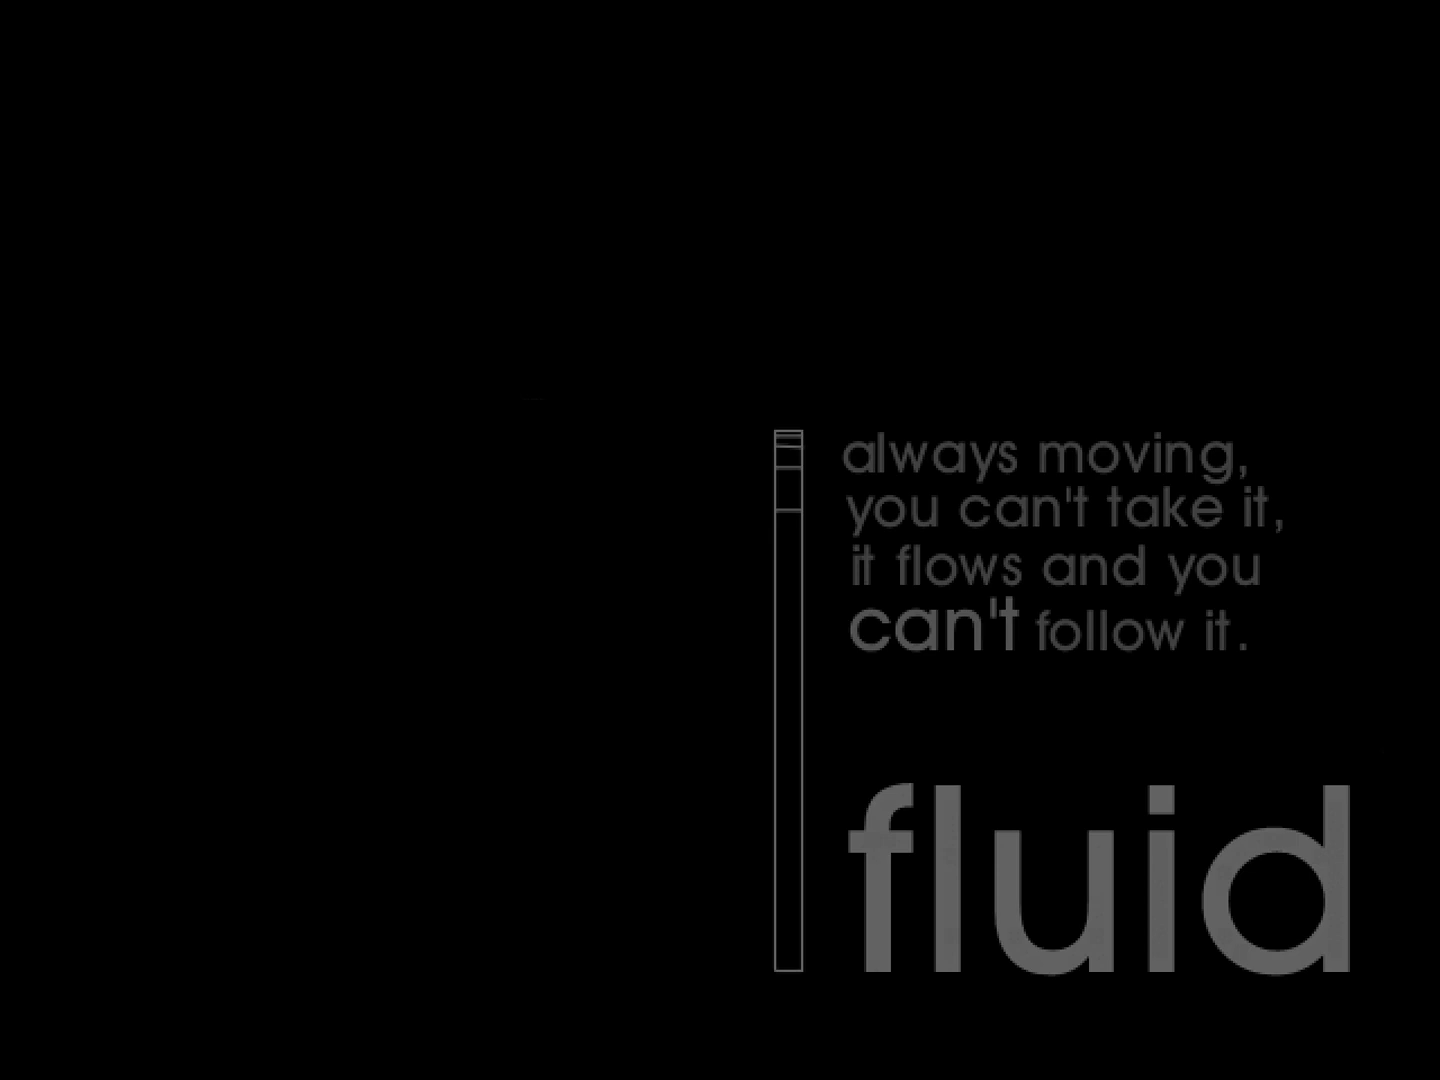 always moving,
you can't take it,
it flows and you
can't follow it.
fluid